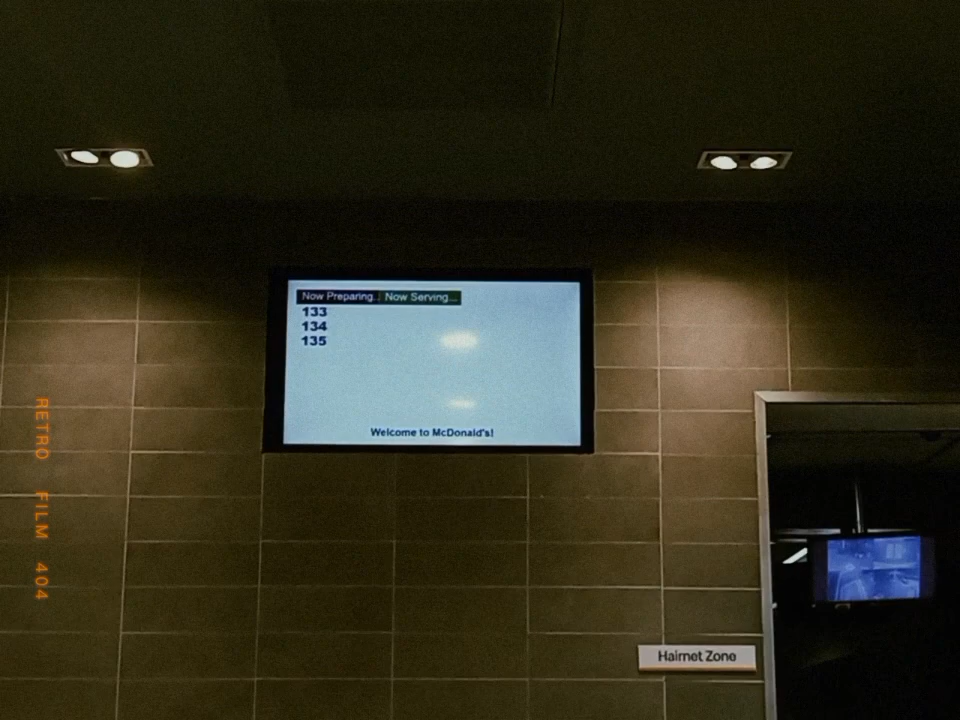 Now Preparing... Now Serving...
133
134
135
Welcome to McDonald's!
RETRO FILM 404
Hairnet Zone